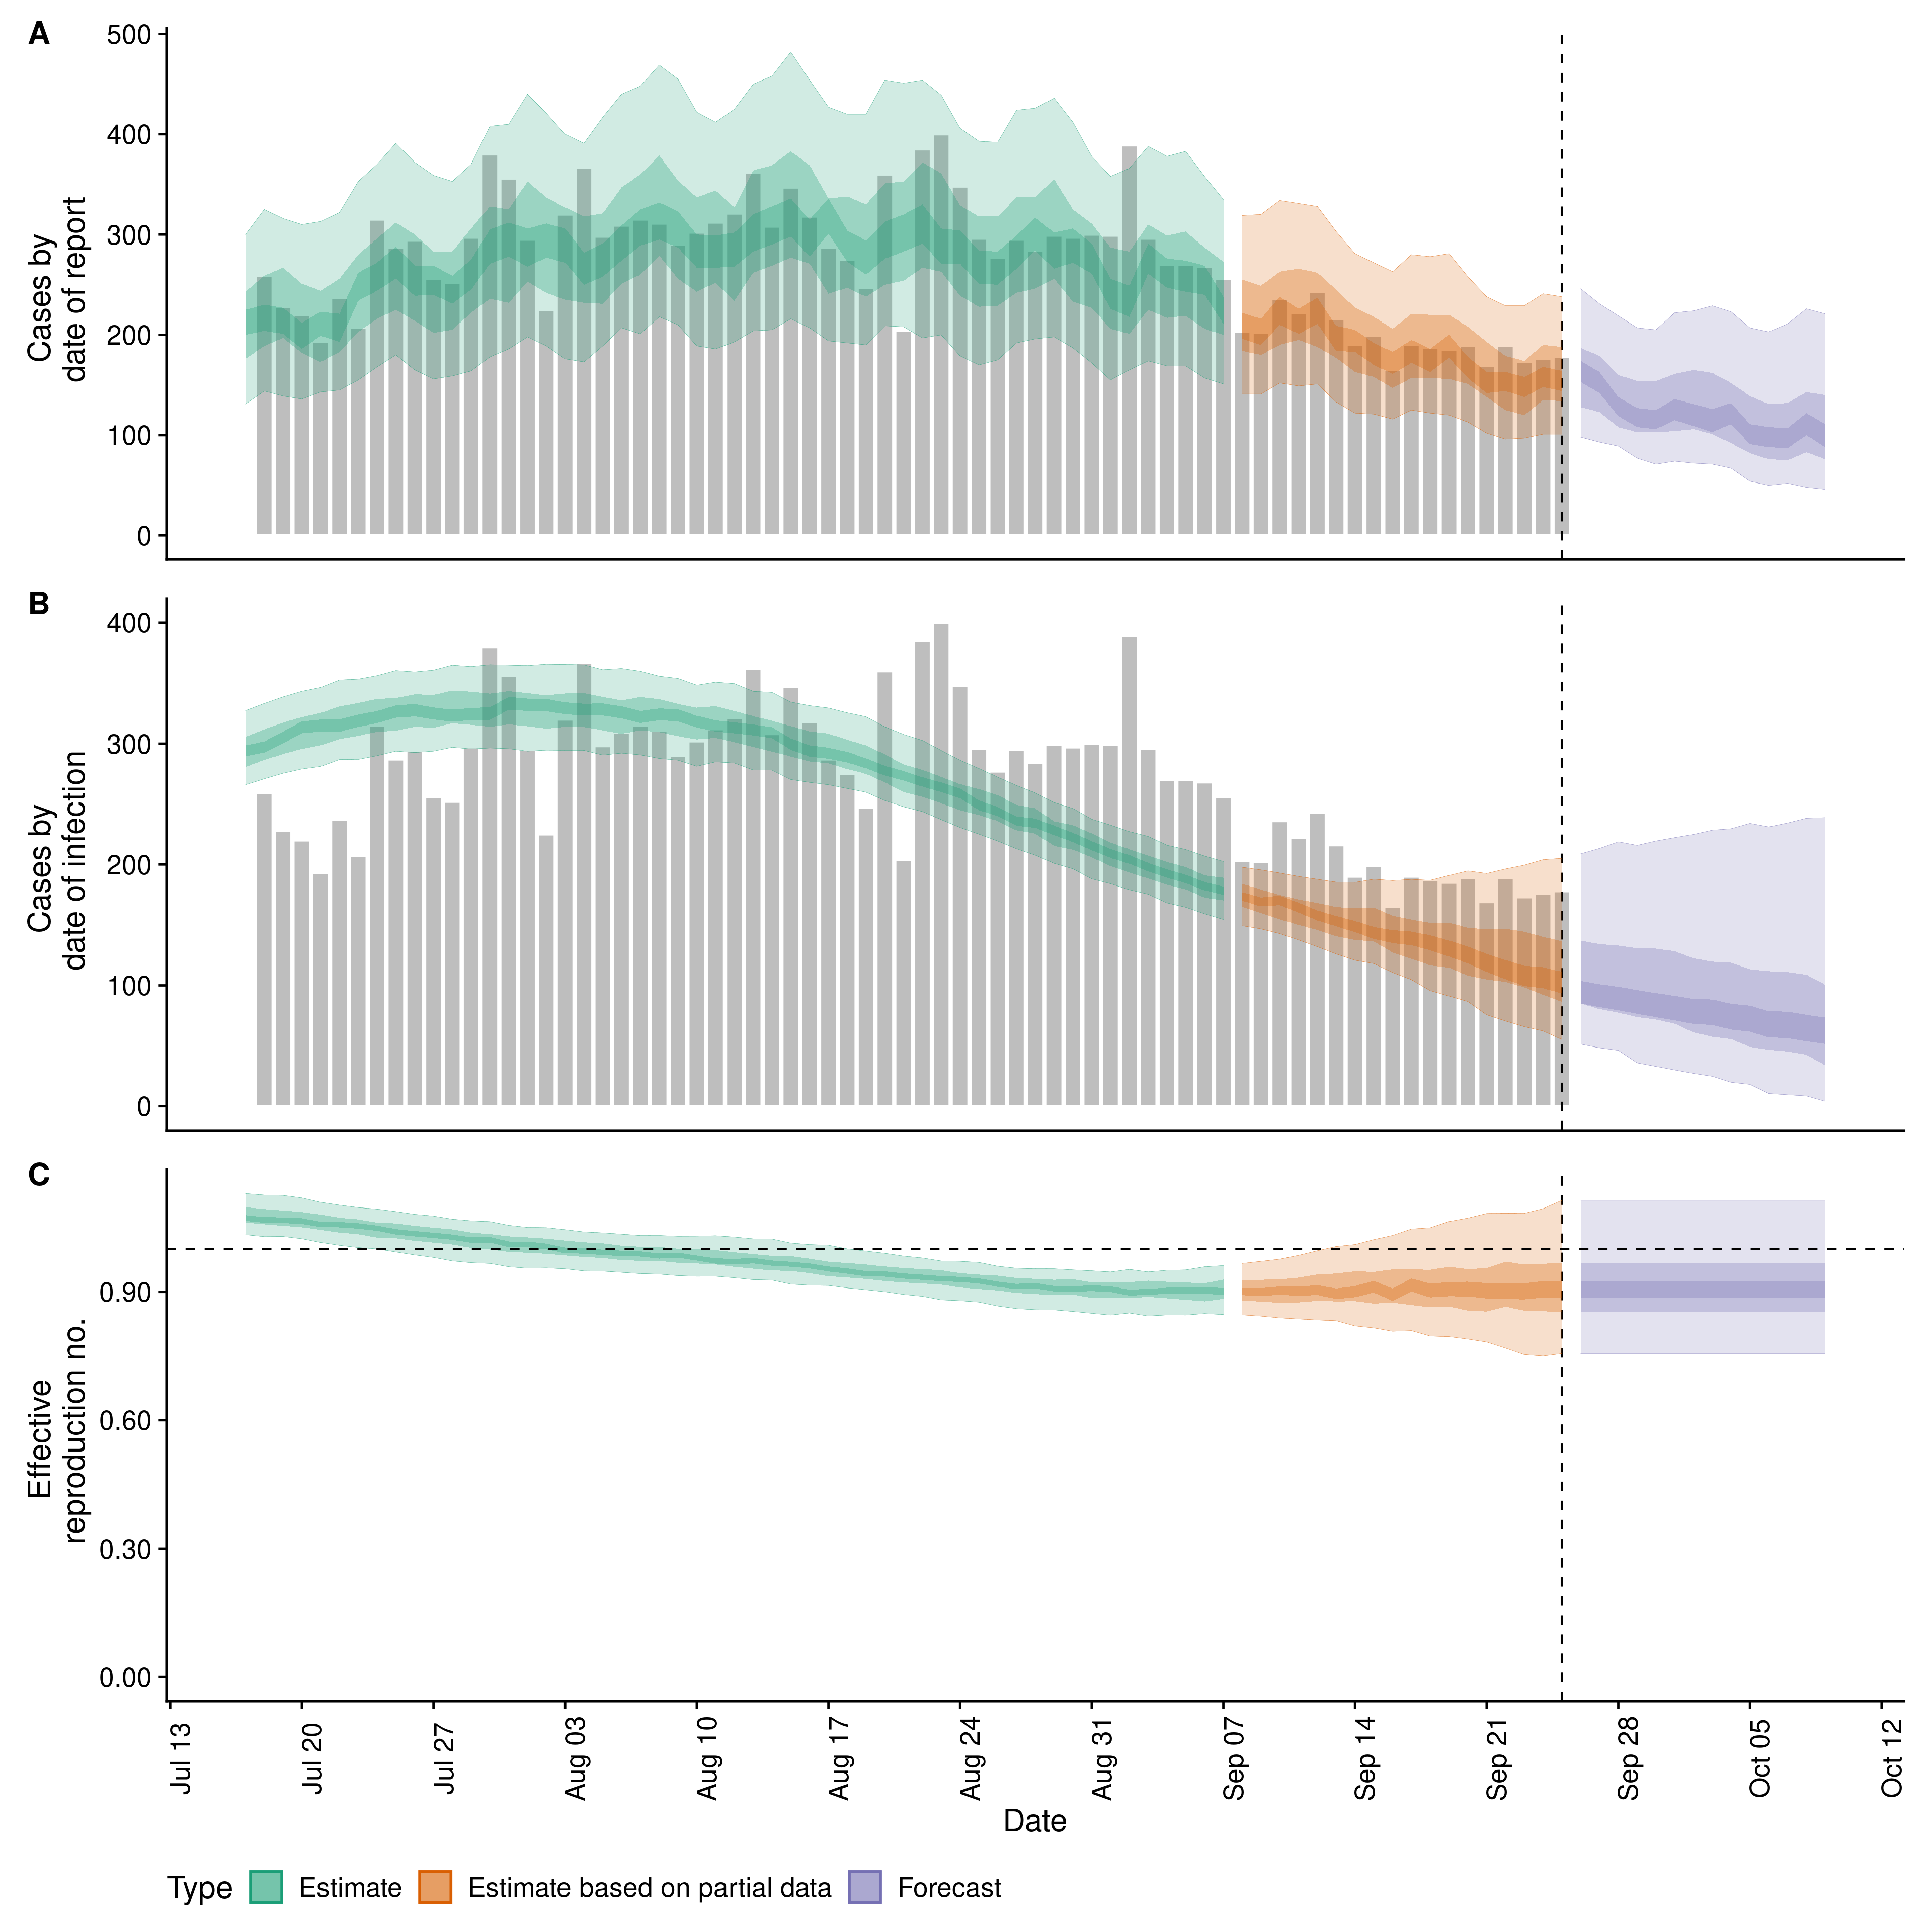 A
Cases by
date of report
500
400
300
200
100
0
B
Cases by
date of infection
400
300
200
100
0
C
Effective
reproduction no.
0.90
0.60
0.30
0.00
Jul 13
Jul 20
Jul 27
Aug 03
Aug 10
Aug 17
Aug 24
Aug 31
Sep 07
Sep 14
Sep 21
Sep 28
Oct 05
Oct 12
Date
Type Estimate Estimate based on partial data Forecast